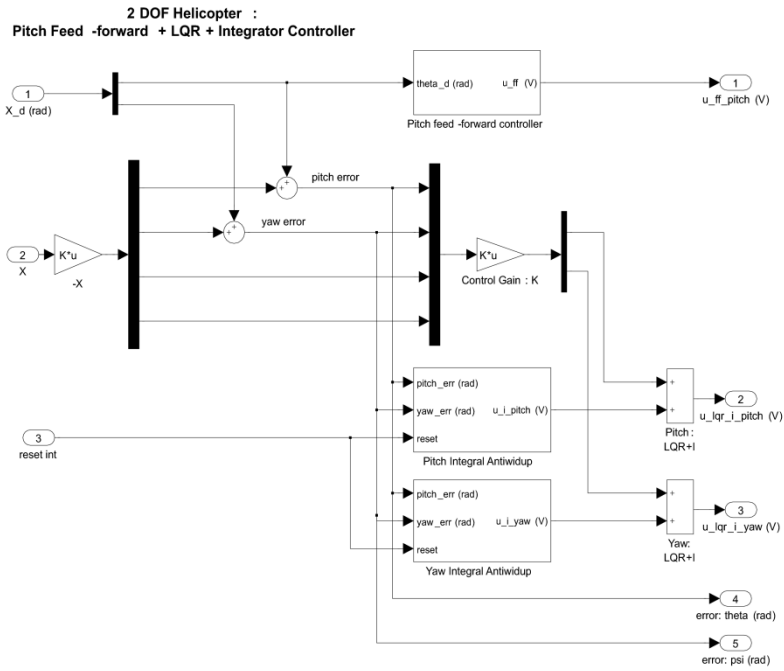 2 DOF Helicopter :
Pitch Feed -forward + LQR + Integrator Controller
1
X_d (rad)
theta_d (rad)
u_ff (V)
Pitch feed -forward controller
1
u_ff_pitch (V)
+
+
pitch error
+
+
yaw error
2
X
K*u
-X
K*u
Control Gain : K
pitch_err (rad)
yaw_err (rad)
reset
u_i_pitch (V)
Pitch Integral Antiwidup
+
+
Pitch :
LQR+I
2
u_lqr_i_pitch (V)
3
reset int
pitch_err (rad)
yaw_err (rad)
reset
u_i_yaw (V)
Yaw Integral Antiwidup
+
+
Yaw:
LQR+I
3
u_lqr_i_yaw (V)
4
error: theta (rad)
5
error: psi (rad)